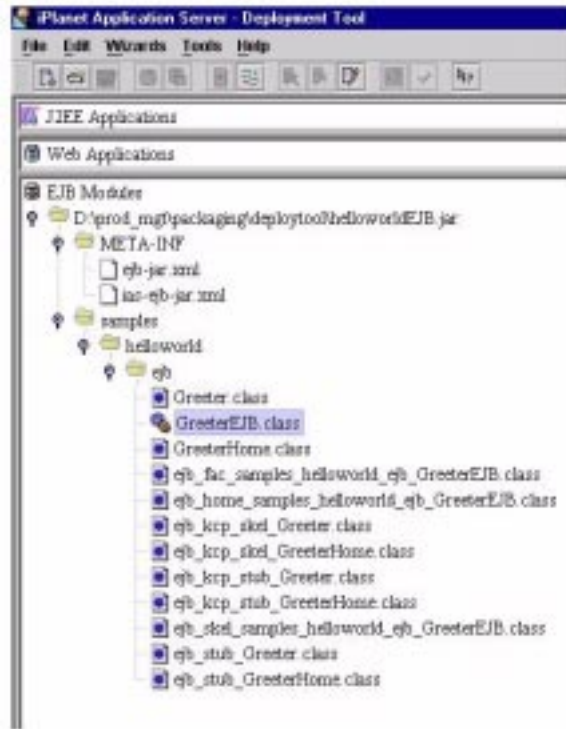 iPlanet Application Server - Deployment Tool
File Edit Wizards Tools Help
J2EE Applications
Web Applications
EJB Modules
D:\prod_mgt\packaging\deploytool\helloworldEJB.jar
META-INF
ejb-jar.xml
ias-ejb-jar.xml
samples
helloworld
ejb
Greeter.class
GreeterEJB.class
GreeterHome.class
ejb_fac_samples_helloworld_ejb_GreeterEJB.class
ejb_home_samples_helloworld_ejb_GreeterEJB.class
ejb_kcp_skel_Greeter.class
ejb_kcp_skel_GreeterHome.class
ejb_kcp_stub_Greeter.class
ejb_kcp_stub_GreeterHome.class
ejb_skel_samples_helloworld_ejb_GreeterEJB.class
ejb_stub_Greeter.class
ejb_stub_GreeterHome.class